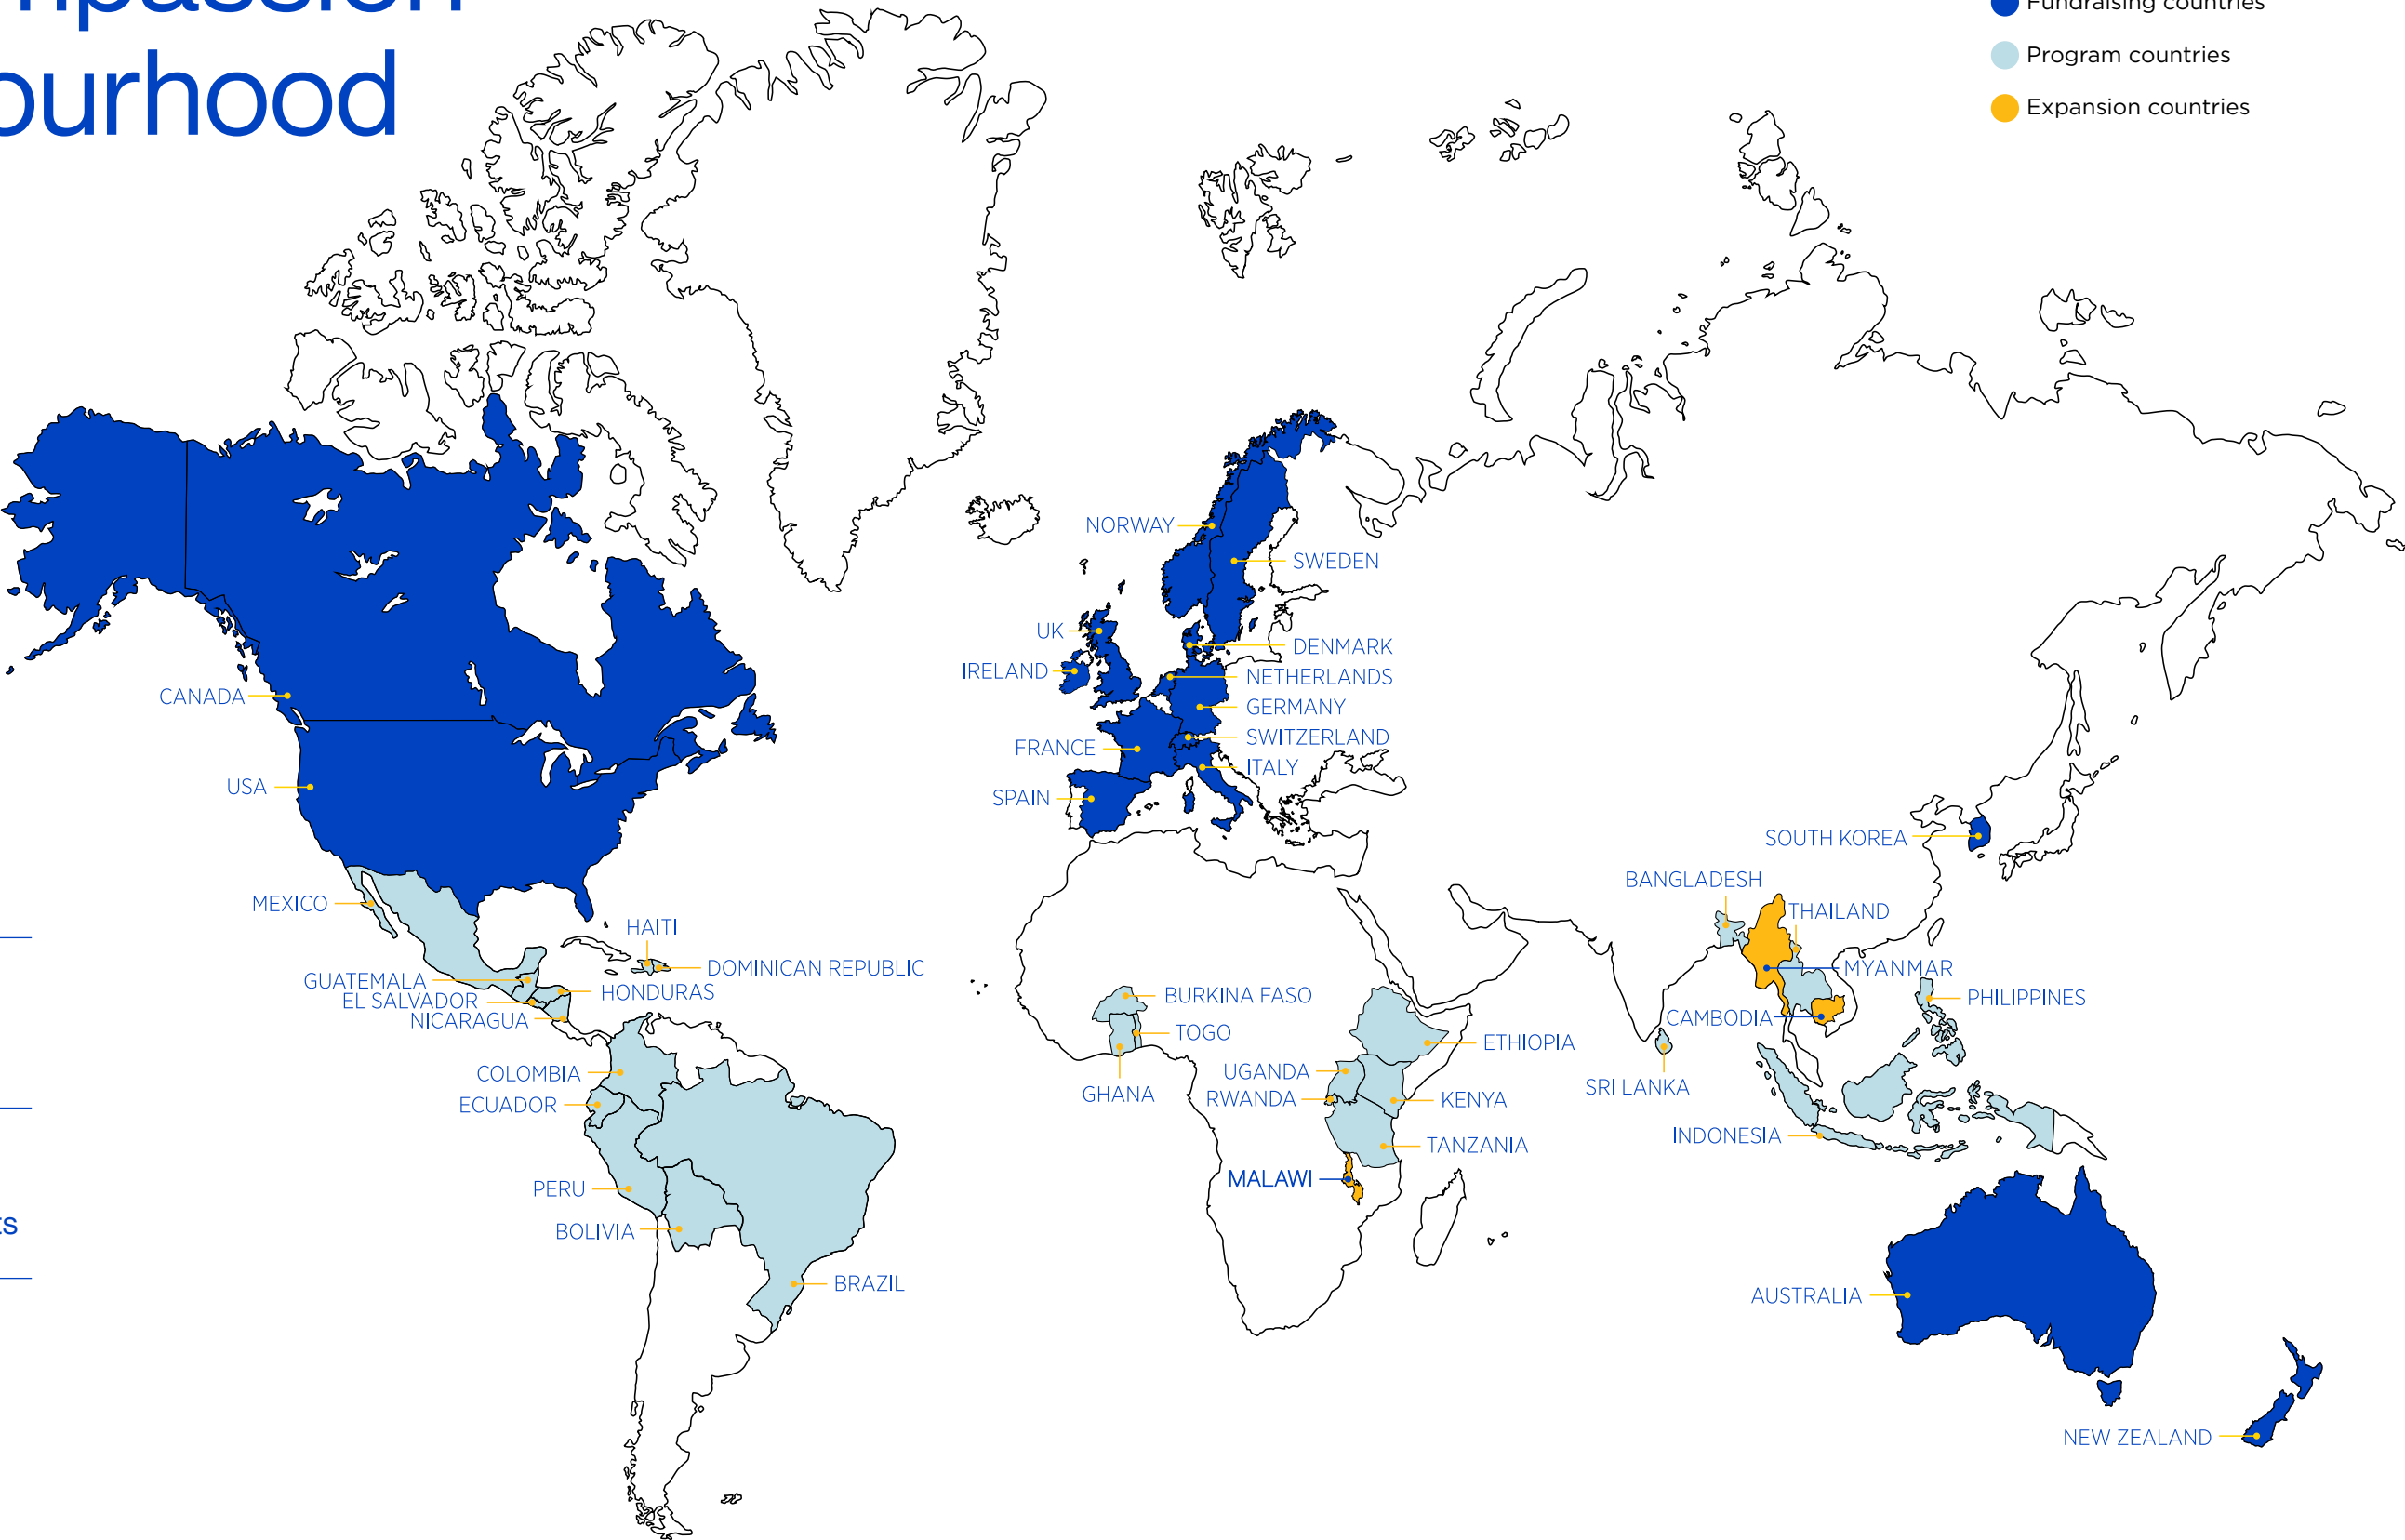 ourhood
Fundraising countries
Program countries
Expansion countries
NORWAY
SWEDEN
UK
DENMARK
IRELAND
NETHERLANDS
CANADA
GERMANY
SWITZERLAND
FRANCE
ITALY
USA
SPAIN
SOUTH KOREA
BANGLADESH
MEXICO
THAILAND
HAITI
DOMINICAN REPUBLIC
MYANMAR
GUATEMALA
HONDURAS
BURKINA FASO
PHILIPPINES
EL SALVADOR
NICARAGUA
CAMBODIA
TOGO
ETHIOPIA
COLOMBIA
UGANDA
SRI LANKA
GHANA
RWANDA
KENYA
ECUADOR
INDONESIA
TANZANIA
MALAWI
PERU
ts
BOLIVIA
BRAZIL
AUSTRALIA
NEW ZEALAND